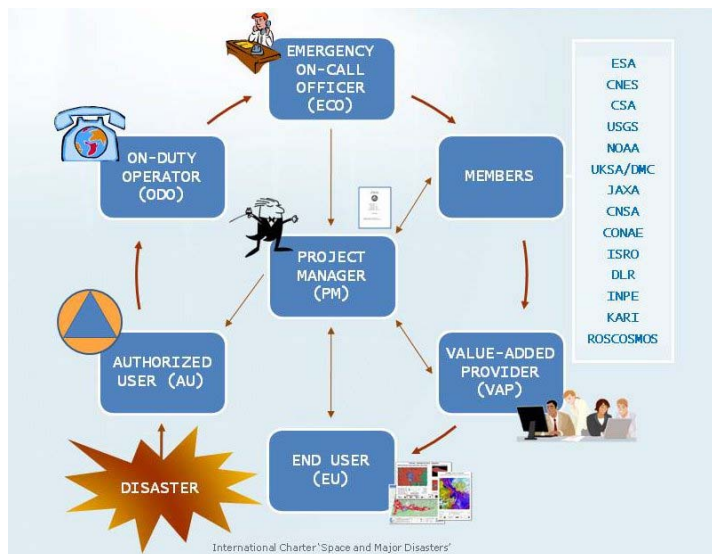 EMERGENCY
ON-CALL
OFFICER
(ECO)
ON-DUTY
OPERATOR
(ODO)
MEMBERS
ESA
CNES
CSA
USGS
NOAA
UKSA/DMC
JAXA
CNSA
CONAE
ISRO
DLR
INPE
KARI
ROSCOSMOS
PROJECT
MANAGER
(PM)
AUTHORIZED
USER (AU)
VALUE-ADDED
PROVIDER
(VAP)
DISASTER
END USER
(EU)
International Charter'Space and Major Disasters'